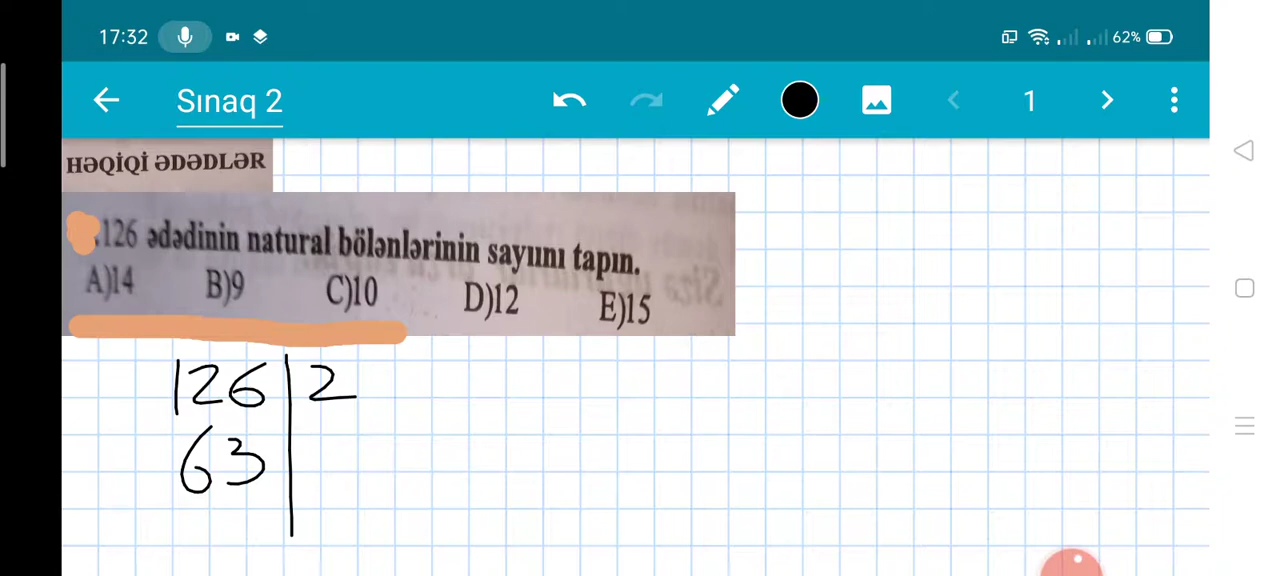 17:32
62%
Sınaq 2
1
HƏQİQİ ƏDƏDLƏR
126 ədədinin natural bölənlərinin sayını tapın.
A)14 B)9 C)10 D)12 E)15
126 | 2
63